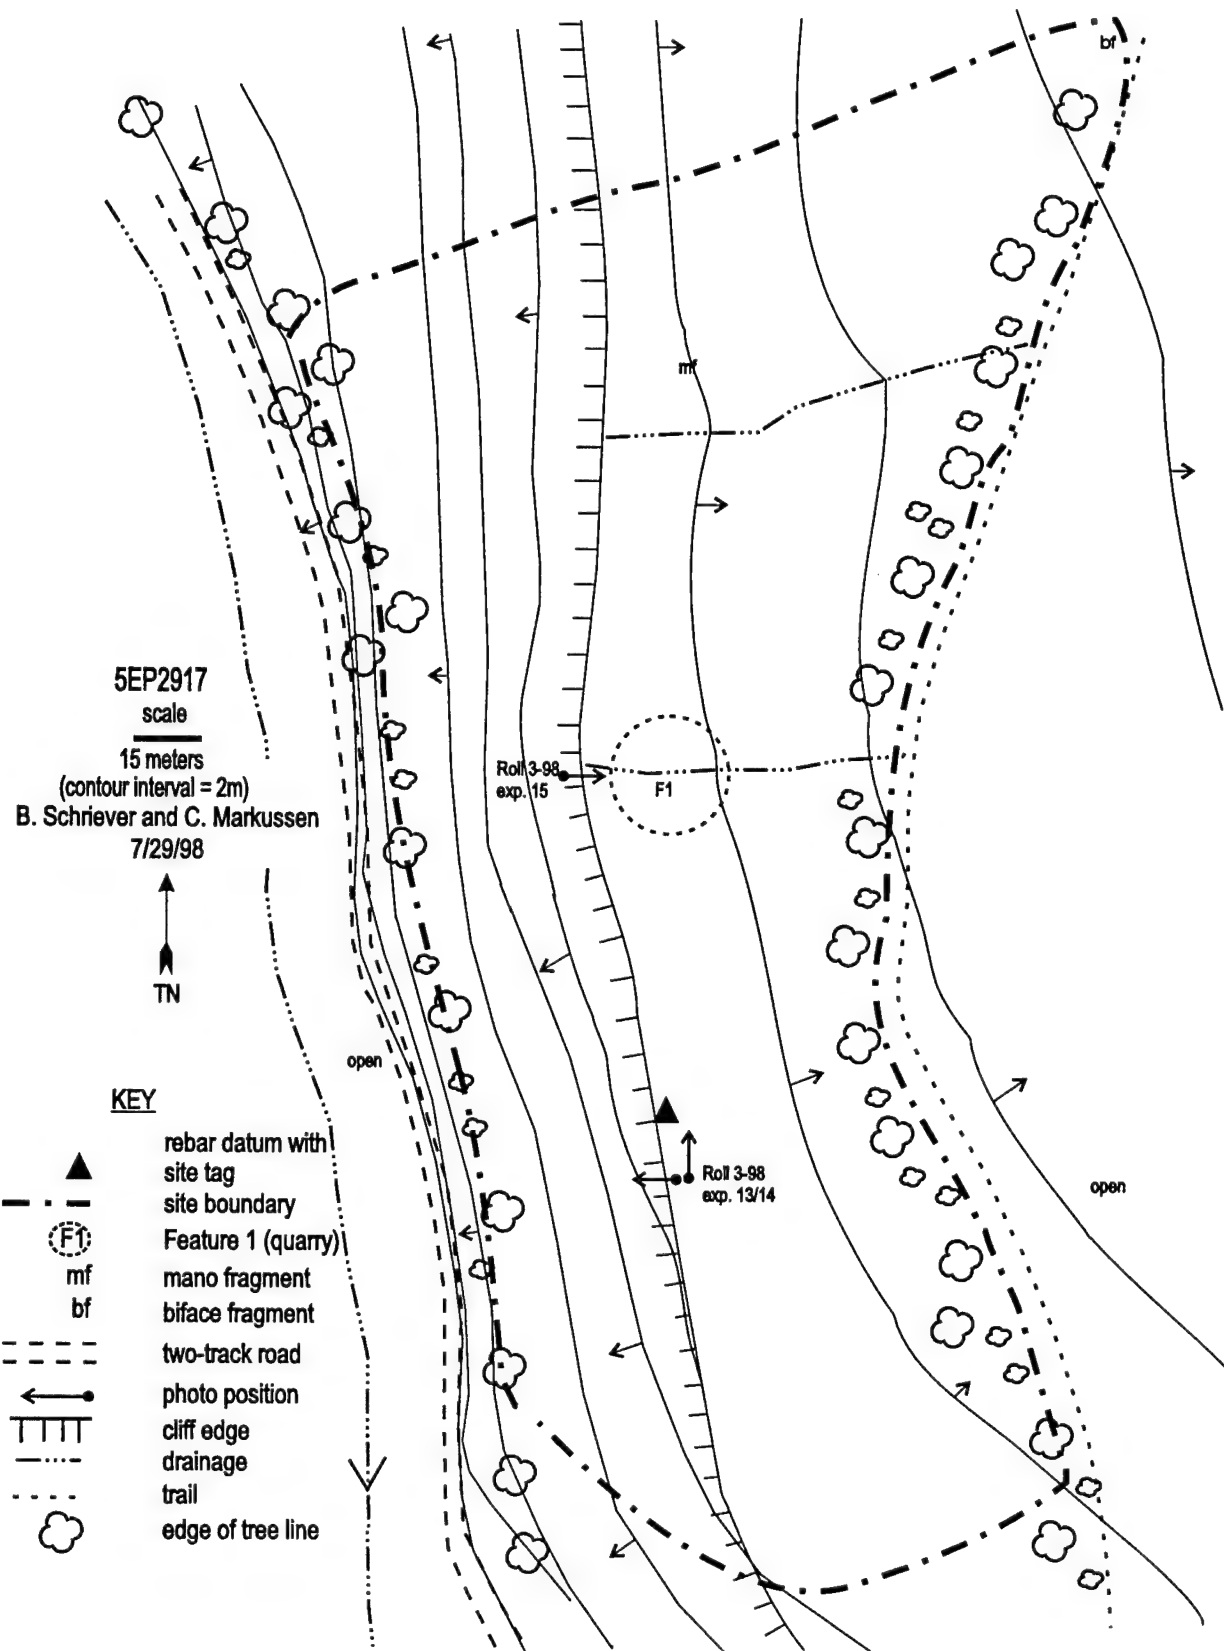 bf
mf
5EP2917
scale
15 meters
(contour interval = 2m)
B. Schriever and C. Markussen
7/29/98
TN
Roll 3-98
exp. 15
F1
open
Roll 3-98
exp. 13/14
open
KEY
rebar datum with
site tag
site boundary
F1 Feature 1 (quarry)
mf mano fragment
bf biface fragment
two-track road
photo position
cliff edge
drainage
trail
edge of tree line